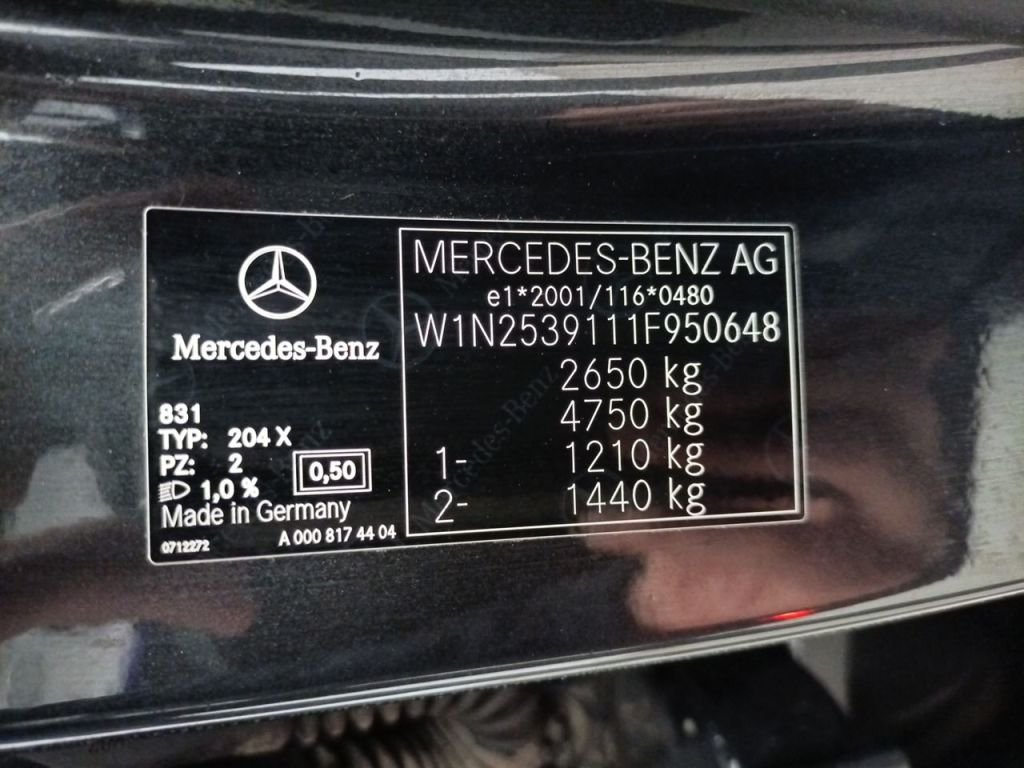 Mercedes-Benz
831
TYP: 204 X
PZ: 2
0,50
1,0 %
Made in Germany
0712272
A 000 817 44 04
MERCEDES-BENZ AG
e1*2001/116*0480
W1N2539111F950648
2650 kg
4750 kg
1- 1210 kg
2- 1440 kg